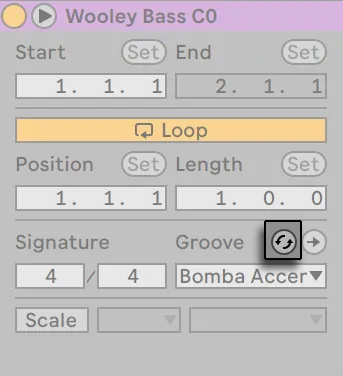 Wooley Bass C0
Start Set End Set
1. 1. 1 2. 1. 1
Loop
Position Set Length Set
1. 1. 1 1. 0. 0
Signature Groove
4 / 4 Bomba Accer
Scale